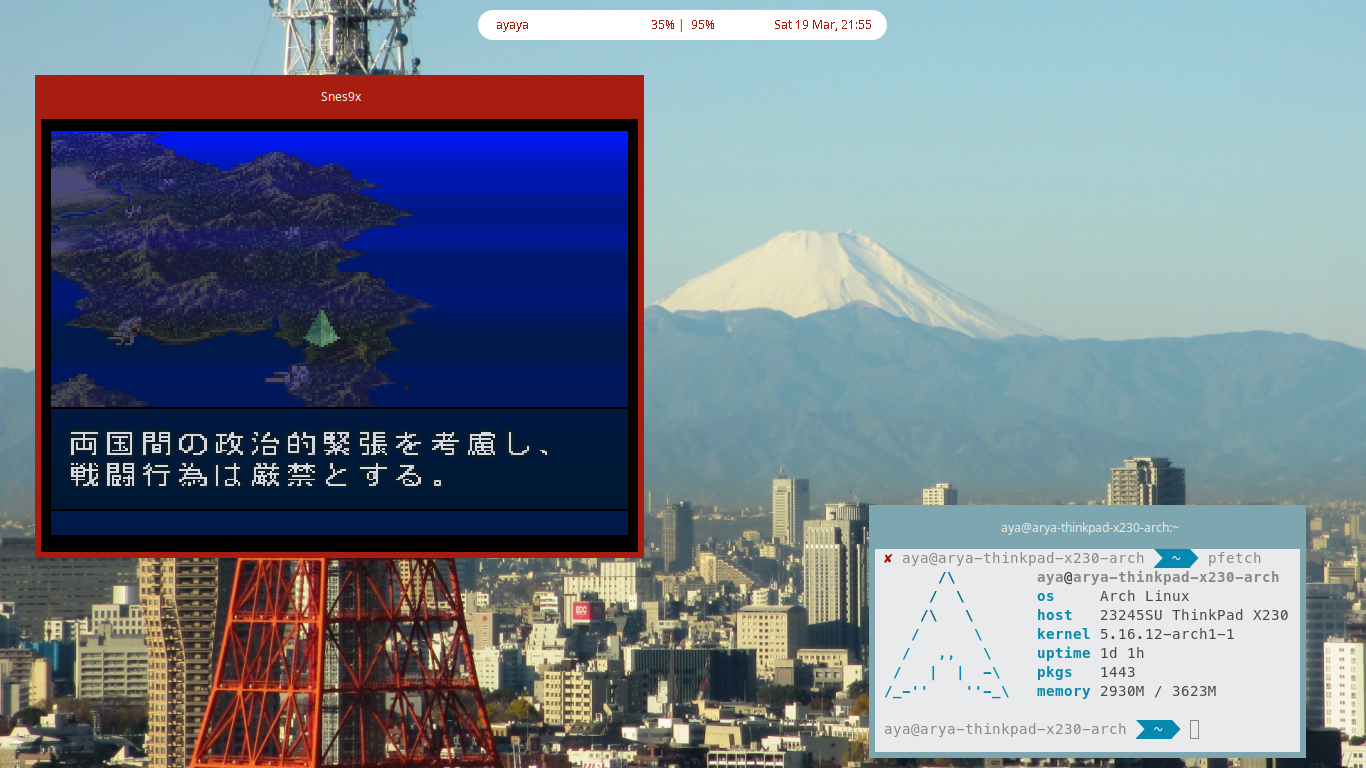 ayaya 35% | 95% Sat 19 Mar, 21:55
Snes9x
両国間の政治的緊張を考慮し、
戦闘行為は厳禁とする。
aya@arya-thinkpad-x230-arch:~
✘ aya@arya-thinkpad-x230-arch ~ pfetch
/\ aya@arya-thinkpad-x230-arch
/ \ os Arch Linux
/\ \ host 23245SU ThinkPad X230
/ \ kernel 5.16.12-arch1-1
/ ,, \ uptime 1d 1h
/ | | -\ pkgs 1443
/_-'' ''-_\ memory 2930M / 3623M
aya@arya-thinkpad-x230-arch ~